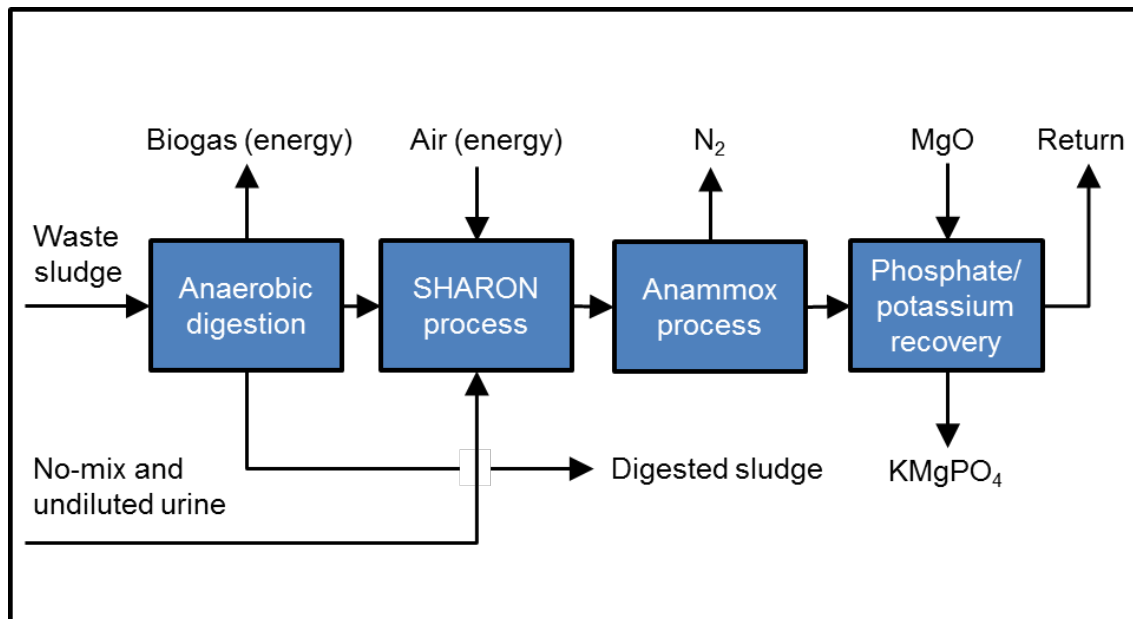 Biogas (energy)
Air (energy)
N₂
MgO
Return
Waste
sludge
Anaerobic
digestion
SHARON
process
Anammox
process
Phosphate/
potassium
recovery
No-mix and
undiluted urine
Digested sludge
KMgPO₄